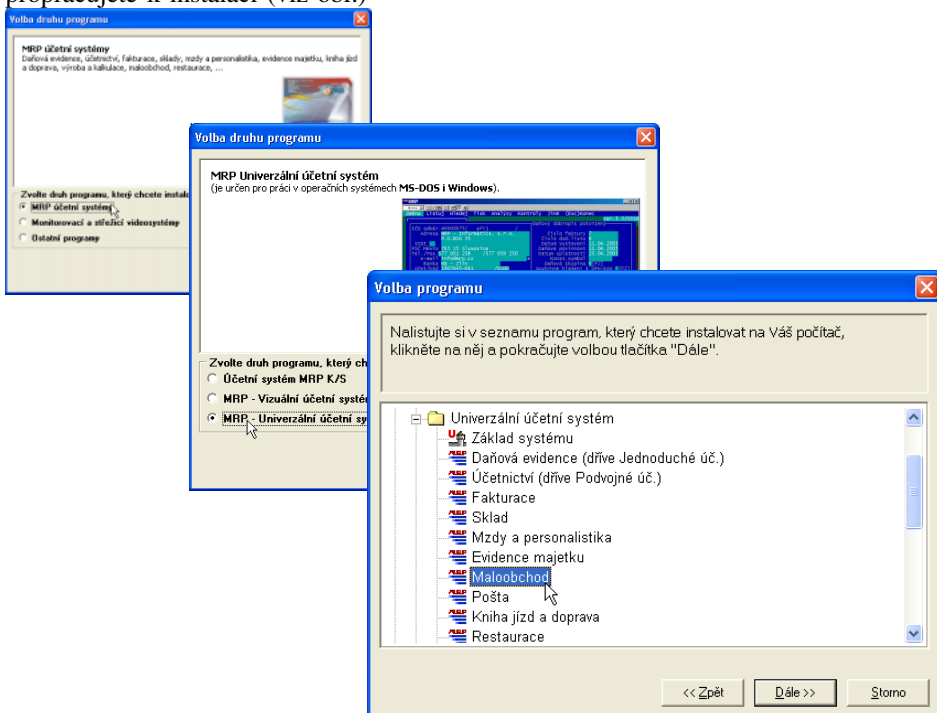 propracujete k instalaci (viz obr.)
Volba druhu programu
MRP účetní systémy
Daňová evidence, účetnictví, fakturace, sklady, mzdy a personalistika, evidence majetku, kniha jízd
a doprava, výroba a kalkulace, maloobchod, restaurace, ...
Zvolte druh programu, který chcete instalo
MRP účetní systémy
Monitorovací a střežicí videosystémy
Ostatní programy
Volba druhu programu
MRP Univerzální účetní systém
(je určen pro práci v operačních systémech MS-DOS i Windows).
Zvolte druh programu, který ch
Účetní systém MRP K/S
MRP - Vizuální účetní systé
MRP - Univerzální účetní sy
Volba programu
Nalistujte si v seznamu program, který chcete instalovat na Váš počítač,
klikněte na něj a pokračujte volbou tlačítka "Dále".
Univerzální účetní systém
Základ systému
Daňová evidence (dříve Jednoduché úč.)
Účetnictví (dříve Podvojné úč.)
Fakturace
Sklad
Mzdy a personalistika
Evidence majetku
Maloobchod
Pošta
Kniha jízd a doprava
Restaurace
<< Zpět
Dále >>
Storno